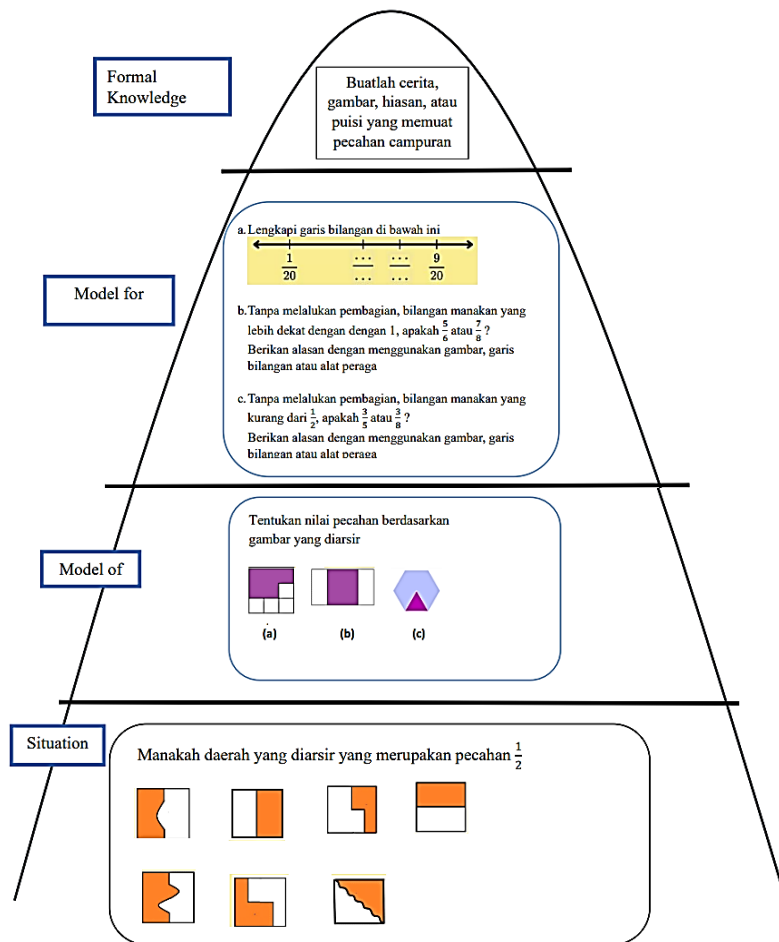 Formal
Knowledge
Buatlah cerita,
gambar, hiasan, atau
puisi yang memuat
pecahan campuran
Model for
a. Lengkapi garis bilangan di bawah ini
1/20 .../... .../... 9/20
b. Tanpa melalukan pembagian, bilangan manakan yang
lebih dekat dengan dengan 1, apakah 5/6 atau 7/8 ?
Berikan alasan dengan menggunakan gambar, garis
bilangan atau alat peraga
c. Tanpa melalukan pembagian, bilangan manakan yang
kurang dari 1/2, apakah 3/5 atau 3/8 ?
Berikan alasan dengan menggunakan gambar, garis
bilangan atau alat peraga
Model of
Tentukan nilai pecahan berdasarkan
gambar yang diarsir
(a) (b) (c)
Situation
Manakah daerah yang diarsir yang merupakan pecahan 1/2